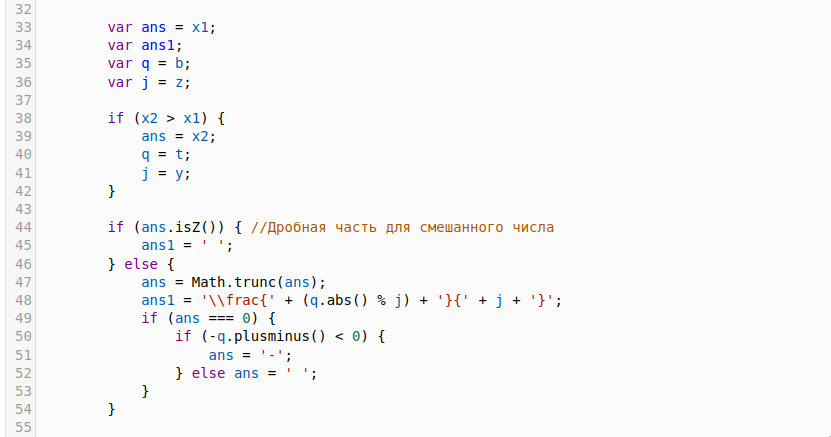 32
33 var ans = x1;
34 var ans1;
35 var q = b;
36 var j = z;
37
38 if (x2 > x1) {
39 ans = x2;
40 q = t;
41 j = y;
42 }
43
44 if (ans.isZ()) { //Дробная часть для смешанного числа
45 ans1 = ' ';
46 } else {
47 ans = Math.trunc(ans);
48 ans1 = '\\frac{' + (q.abs() % j) + '}{' + j + '}';
49 if (ans === 0) {
50 if (-q.plusminus() < 0) {
51 ans = '-';
52 } else ans = ' ';
53 }
54 }
55